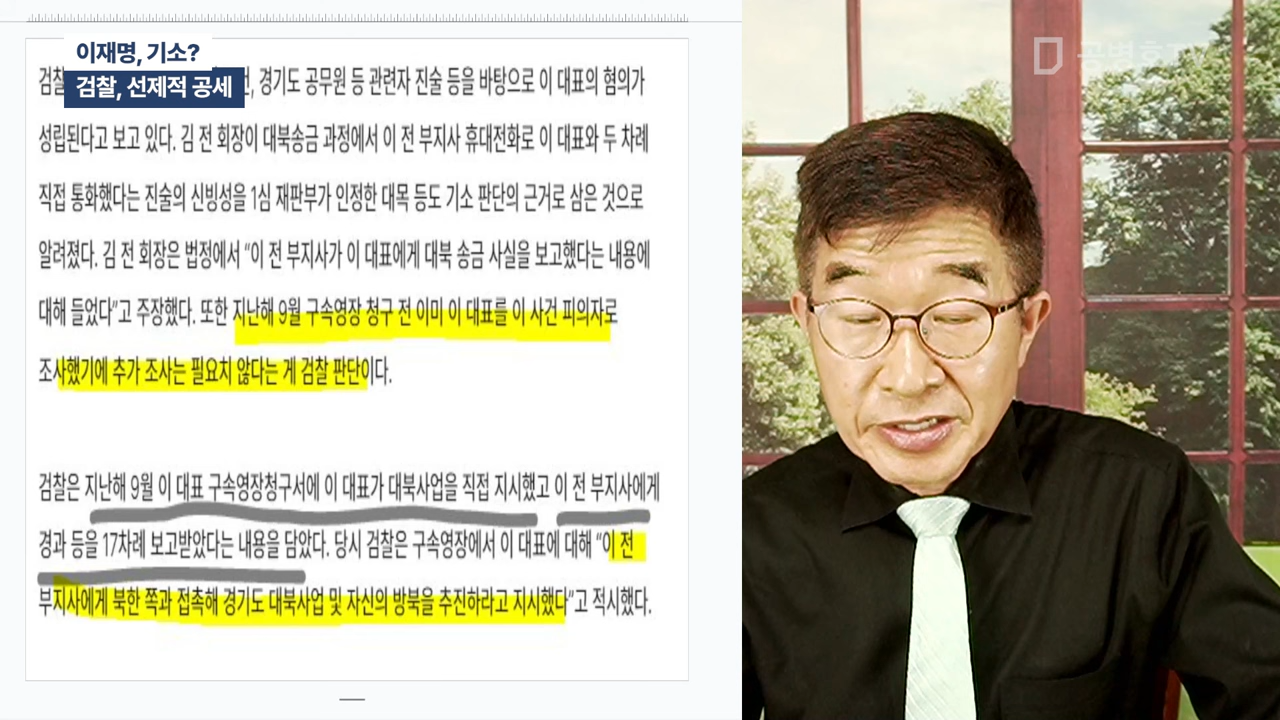 이재명, 기소?
검찰, 선제적 공세
검찰 언, 경기도 공무원 등 관련자 진술 등을 바탕으로 이 대표의 혐의가
성립된다고 보고 있다. 김 전 회장이 대북송금 과정에서 이 전 부지사 휴대전화로 이 대표와 두 차례
직접 통화했다는 진술의 신빙성을 1심 재판부가 인정한 대목 등도 기소 판단의 근거로 삼은 것으로
알려졌다. 김 전 회장은 법정에서 “이 전 부지사가 이 대표에게 대북 송금 사실을 보고했다는 내용에
대해 들었다”고 주장했다. 또한 지난해 9월 구속영장 청구 전 이미 이 대표를 이 사건 피의자로
조사했기에 추가 조사는 필요치 않다는 게 검찰 판단이다.
검찰은 지난해 9월 이 대표 구속영장청구서에 이 대표가 대북사업을 직접 지시했고 이 전 부지사에게
경과 등을 17차례 보고받았다는 내용을 담았다. 당시 검찰은 구속영장에서 이 대표에 대해 “이 전
부지사에게 북한 쪽과 접촉해 경기도 대북사업 및 자신의 방북을 추진하라고 지시했다”고 적시했다.
공병호TV